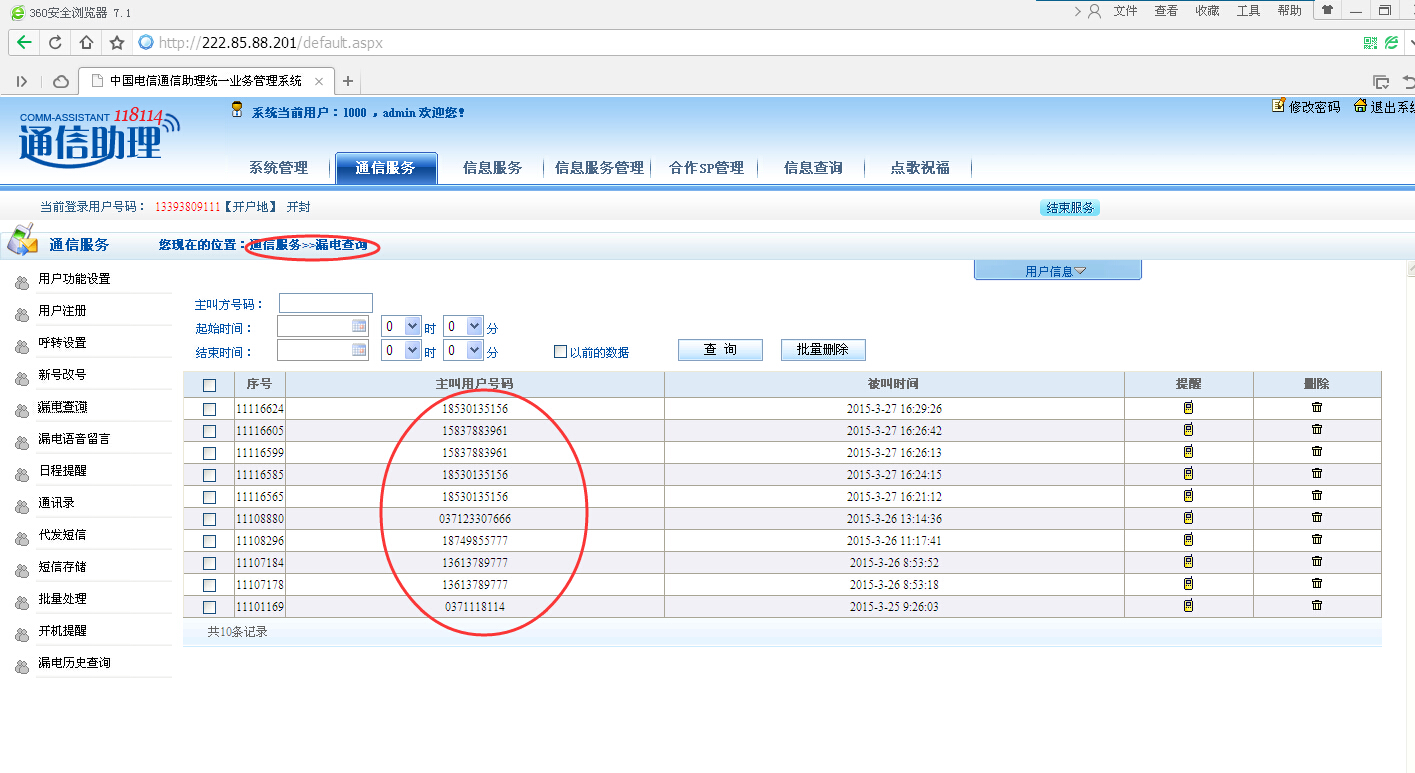 360安全浏览器 7.1
文件 查看 收藏 工具 帮助
http://222.85.88.201/default.aspx
中国电信通信助理统一业务管理系统
COMM-ASSISTANT 118114
通信助理
系统当前用户：1000 ，admin 欢迎您！
修改密码 退出系统
系统管理 通信服务 信息服务 信息服务管理 合作SP管理 信息查询 点歌祝福
当前登录用户号码： 13393809111【开户地】 开封
结束服务
通信服务
您现在的位置：通信服务>>漏电查询
用户信息
用户功能设置
用户注册
呼转设置
新号改号
漏电查询
漏电语音留言
日程提醒
通讯录
代发短信
短信存储
批量处理
开机提醒
漏电历史查询
主叫方号码：
起始时间： 0 时 0 分
结束时间： 0 时 0 分 以前的数据 查 询 批量删除
序号 主叫用户号码 被叫时间 提醒 删除
11116624 18530135156 2015-3-27 16:29:26
11116605 15837883961 2015-3-27 16:26:42
11116599 15837883961 2015-3-27 16:26:13
11116585 18530135156 2015-3-27 16:24:15
11116565 18530135156 2015-3-27 16:21:12
11108880 037123307666 2015-3-26 13:14:36
11108296 18749855777 2015-3-26 11:17:41
11107184 13613789777 2015-3-26 8:53:52
11107178 13613789777 2015-3-26 8:53:18
11101169 0371118114 2015-3-25 9:26:03
共10条记录